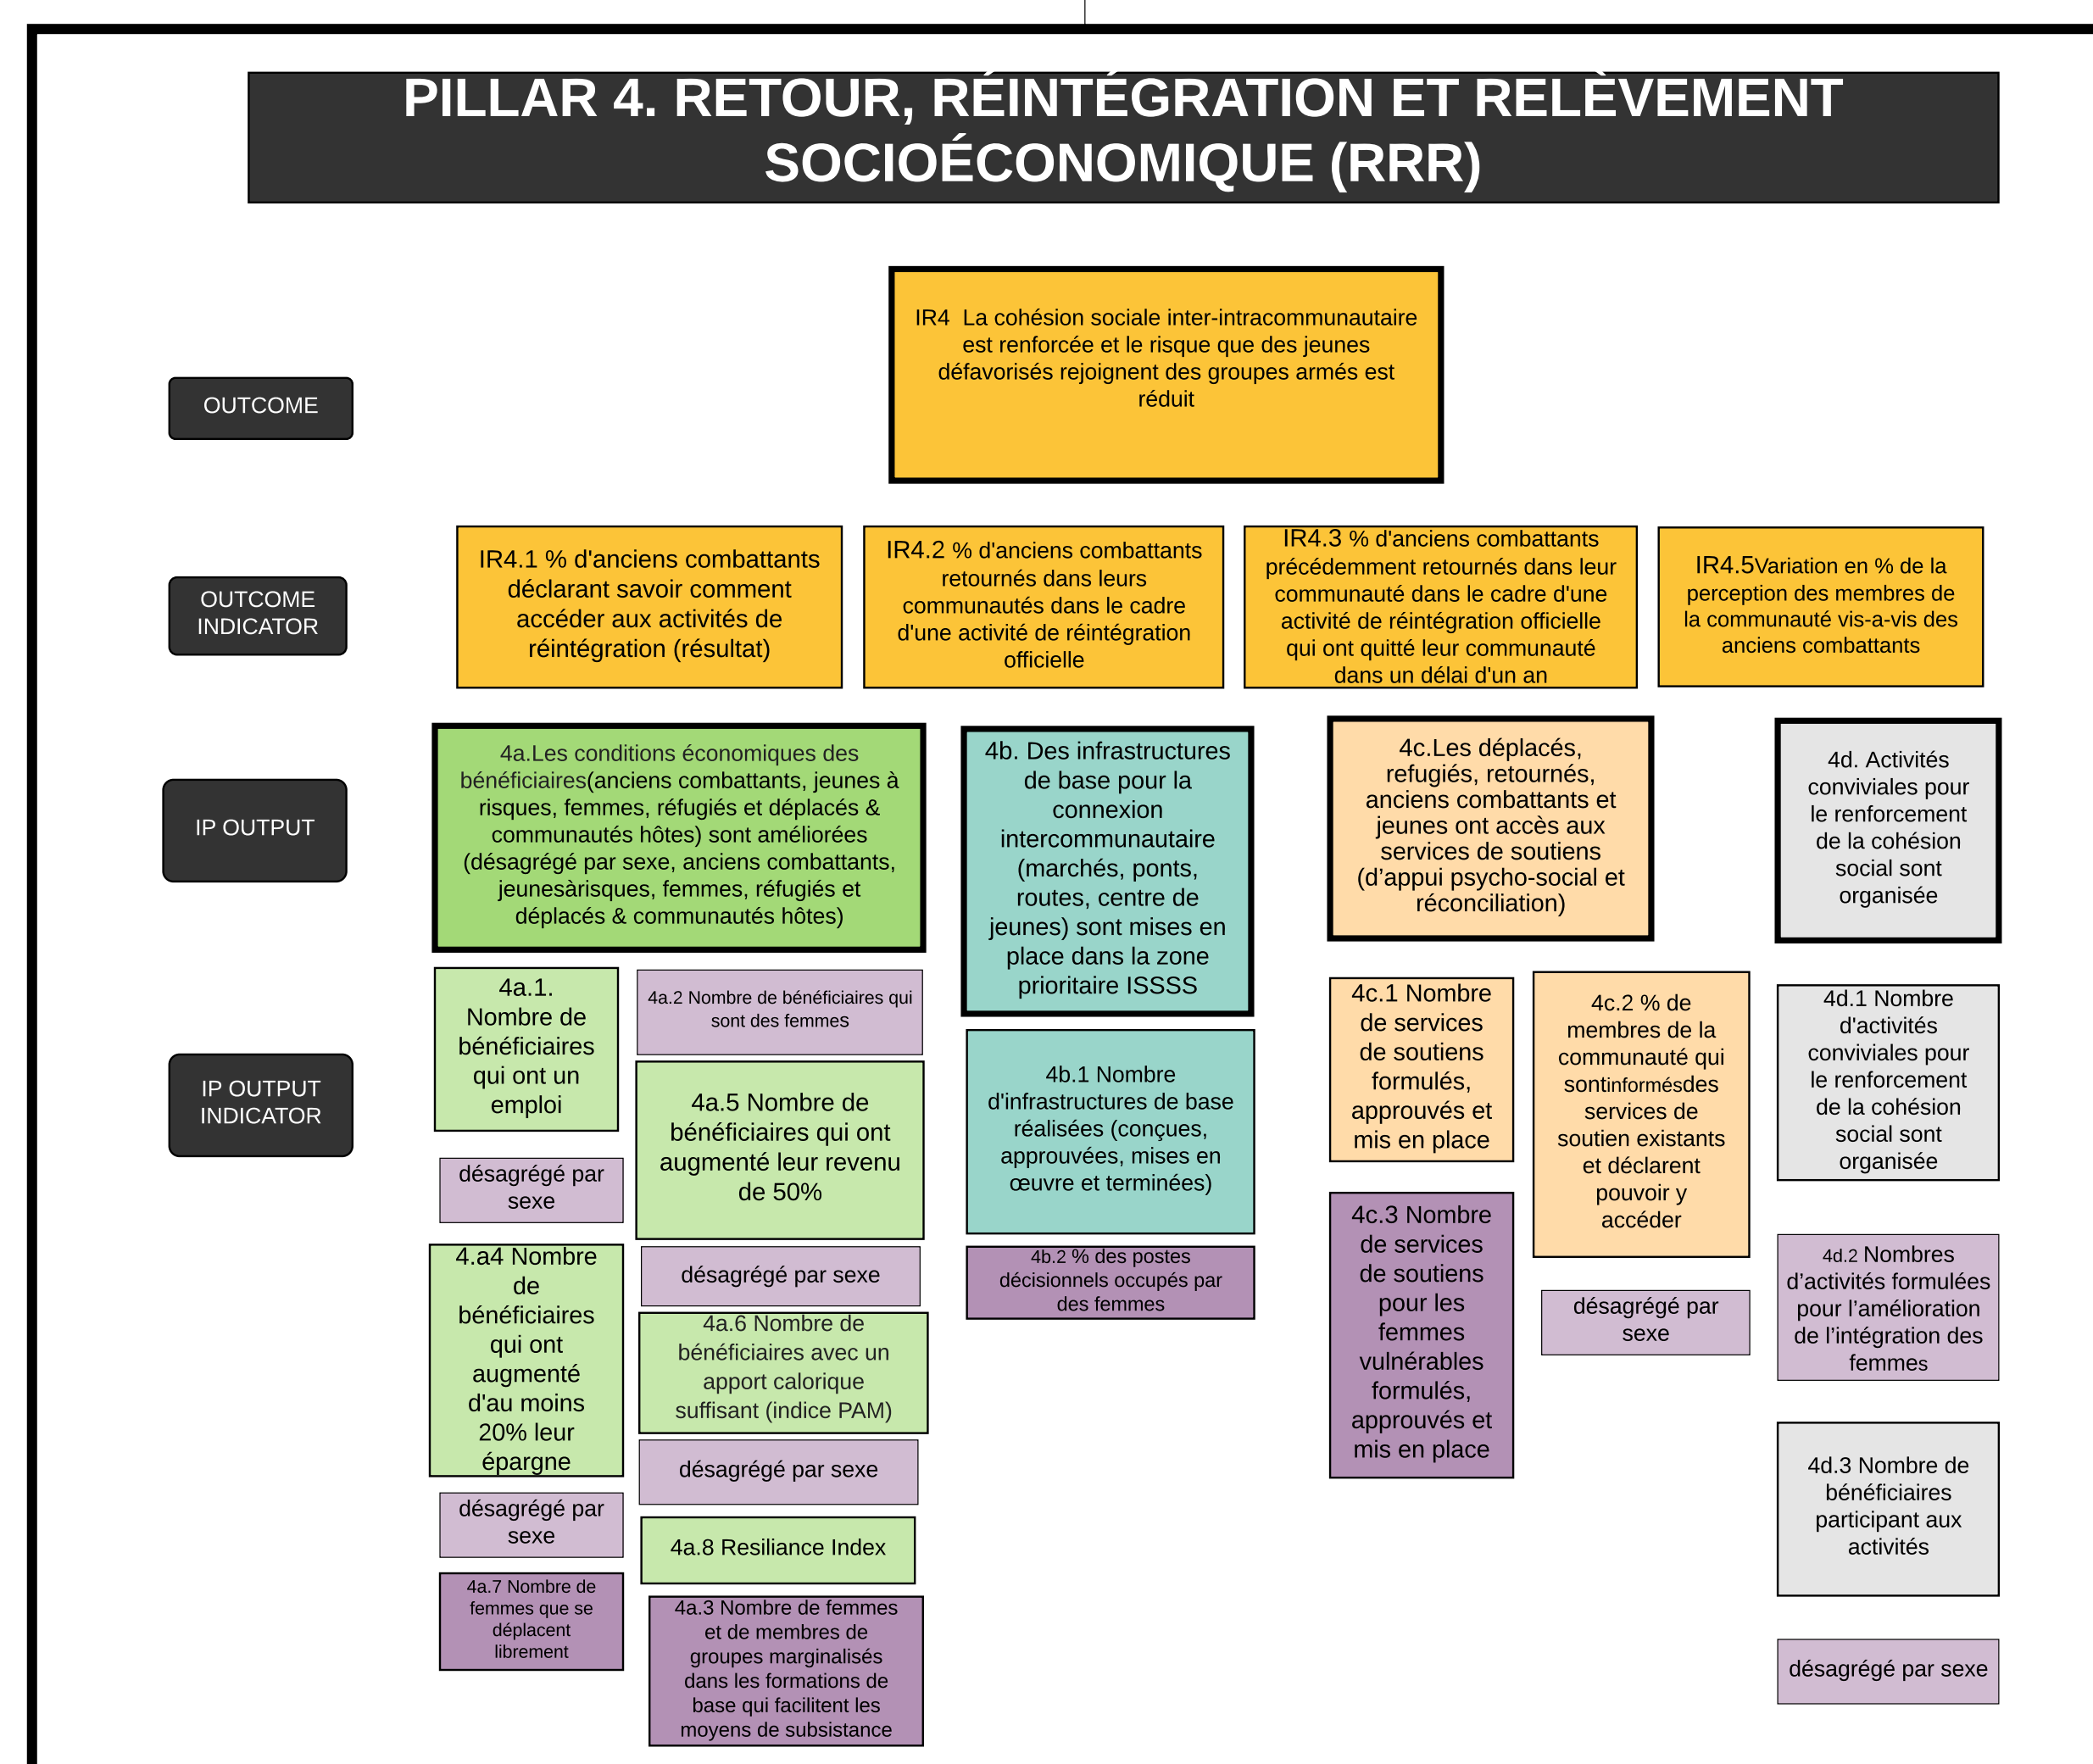 PILLAR 4. RETOUR, RÉINTÉGRATION ET RELÈVEMENT
SOCIOÉCONOMIQUE (RRR)
IR4  La cohésion sociale inter-intracommunautaire
est renforcée et le risque que des jeunes
défavorisés rejoignent des groupes armés est
réduit
OUTCOME
OUTCOME
INDICATOR
IR4.1 % d'anciens combattants
déclarant savoir comment
accéder aux activités de
réintégration (résultat)
IR4.2 % d'anciens combattants
retournés dans leurs
communautés dans le cadre
d'une activité de réintégration
officielle
IR4.3 % d'anciens combattants
précédemment retournés dans leur
communauté dans le cadre d'une
activité de réintégration officielle
qui ont quitté leur communauté
dans un délai d'un an
IR4.5Variation en % de la
perception des membres de
la communauté vis-a-vis des
anciens combattants
IP OUTPUT
4a.Les conditions économiques des
bénéficiaires(anciens combattants, jeunes à
risques, femmes, réfugiés et déplacés &
communautés hôtes) sont améliorées
(désagrégé par sexe, anciens combattants,
jeunesàrisques, femmes, réfugiés et
déplacés & communautés hôtes)
4b. Des infrastructures
de base pour la
connexion
intercommunautaire
(marchés, ponts,
routes, centre de
jeunes) sont mises en
place dans la zone
prioritaire ISSSS
4c.Les déplacés,
refugiés, retournés,
anciens combattants et
jeunes ont accès aux
services de soutiens
(d’appui psycho-social et
réconciliation)
4d. Activités
conviviales pour
le renforcement
de la cohésion
social sont
organisée
IP OUTPUT
INDICATOR
4a.1.
Nombre de
bénéficiaires
qui ont un
emploi
désagrégé par
sexe
4.a4 Nombre
de
bénéficiaires
qui ont
augmenté
d'au moins
20% leur
épargne
désagrégé par
sexe
4a.7 Nombre de
femmes que se
déplacent
librement
4a.2 Nombre de bénéficiaires qui
sont des femmes
4a.5 Nombre de
bénéficiaires qui ont
augmenté leur revenu
de 50%
désagrégé par sexe
4a.6 Nombre de
bénéficiaires avec un
apport calorique
suffisant (indice PAM)
désagrégé par sexe
4a.8 Resiliance Index
4a.3 Nombre de femmes
et de membres de
groupes marginalisés
dans les formations de
base qui facilitent les
moyens de subsistance
4b.1 Nombre
d'infrastructures de base
réalisées (conçues,
approuvées, mises en
œuvre et terminées)
4b.2 % des postes
décisionnels occupés par
des femmes
4c.1 Nombre
de services
de soutiens
formulés,
approuvés et
mis en place
4c.3 Nombre
de services
de soutiens
pour les
femmes
vulnérables
formulés,
approuvés et
mis en place
4c.2 % de
membres de la
communauté qui
sontinformésdes
services de
soutien existants
et déclarent
pouvoir y
accéder
désagrégé par
sexe
4d.1 Nombre
d'activités
conviviales pour
le renforcement
de la cohésion
social sont
organisée
4d.2 Nombres
d’activités formulées
pour l’amélioration
de l’intégration des
femmes
4d.3 Nombre de
bénéficiaires
participant aux
activités
désagrégé par sexe